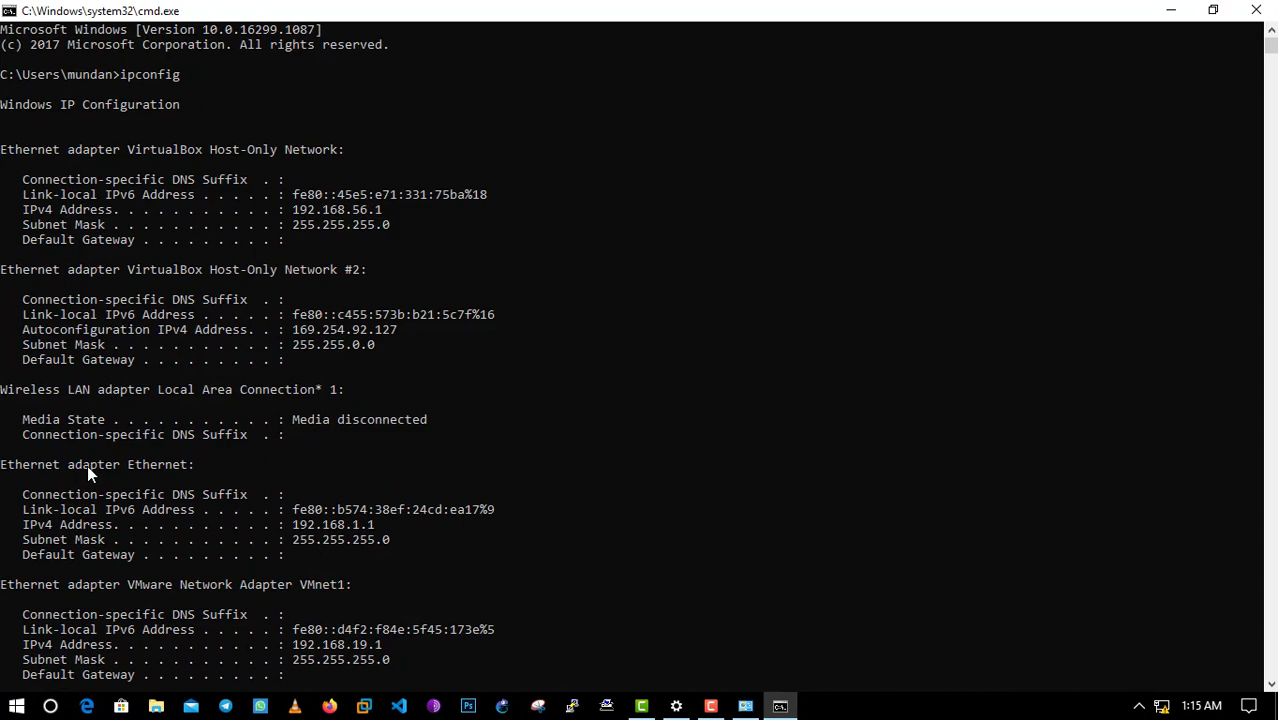 C:\Windows\system32\cmd.exe
Microsoft Windows [Version 10.0.16299.1087]
(c) 2017 Microsoft Corporation. All rights reserved.
C:\Users\mundan>ipconfig
Windows IP Configuration
Ethernet adapter VirtualBox Host-Only Network:
Connection-specific DNS Suffix  . :
Link-local IPv6 Address . . . . . : fe80::45e5:e71:331:75ba%18
IPv4 Address. . . . . . . . . . . : 192.168.56.1
Subnet Mask . . . . . . . . . . . : 255.255.255.0
Default Gateway . . . . . . . . . :
Ethernet adapter VirtualBox Host-Only Network #2:
Connection-specific DNS Suffix  . :
Link-local IPv6 Address . . . . . : fe80::c455:573b:b21:5c7f%16
Autoconfiguration IPv4 Address. . : 169.254.92.127
Subnet Mask . . . . . . . . . . . : 255.255.0.0
Default Gateway . . . . . . . . . :
Wireless LAN adapter Local Area Connection* 1:
Media State . . . . . . . . . . . : Media disconnected
Connection-specific DNS Suffix  . :
Ethernet adapter Ethernet:
Connection-specific DNS Suffix  . :
Link-local IPv6 Address . . . . . : fe80::b574:38ef:24cd:ea17%9
IPv4 Address. . . . . . . . . . . : 192.168.1.1
Subnet Mask . . . . . . . . . . . : 255.255.255.0
Default Gateway . . . . . . . . . :
Ethernet adapter VMware Network Adapter VMnet1:
Connection-specific DNS Suffix  . :
Link-local IPv6 Address . . . . . : fe80::d4f2:f84e:5f45:173e%5
IPv4 Address. . . . . . . . . . . : 192.168.19.1
Subnet Mask . . . . . . . . . . . : 255.255.255.0
Default Gateway . . . . . . . . . :
Ps
1:15 AM